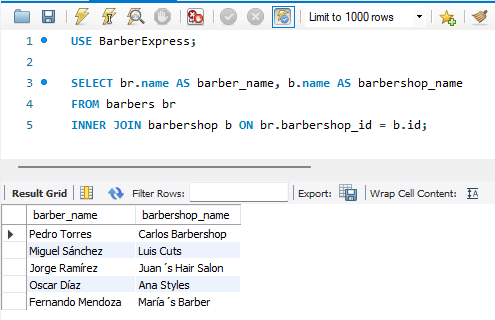 Limit to 1000 rows
1 USE BarberExpress;
2
3 SELECT br.name AS barber_name, b.name AS barbershop_name
4 FROM barbers br
5 INNER JOIN barbershop b ON br.barbershop_id = b.id;
Result Grid Filter Rows: Export: Wrap Cell Content: IA
barber_name barbershop_name
Pedro Torres Carlos Barbershop
Miguel Sánchez Luis Cuts
Jorge Ramírez Juan´s Hair Salon
Oscar Díaz Ana Styles
Fernando Mendoza María´s Barber